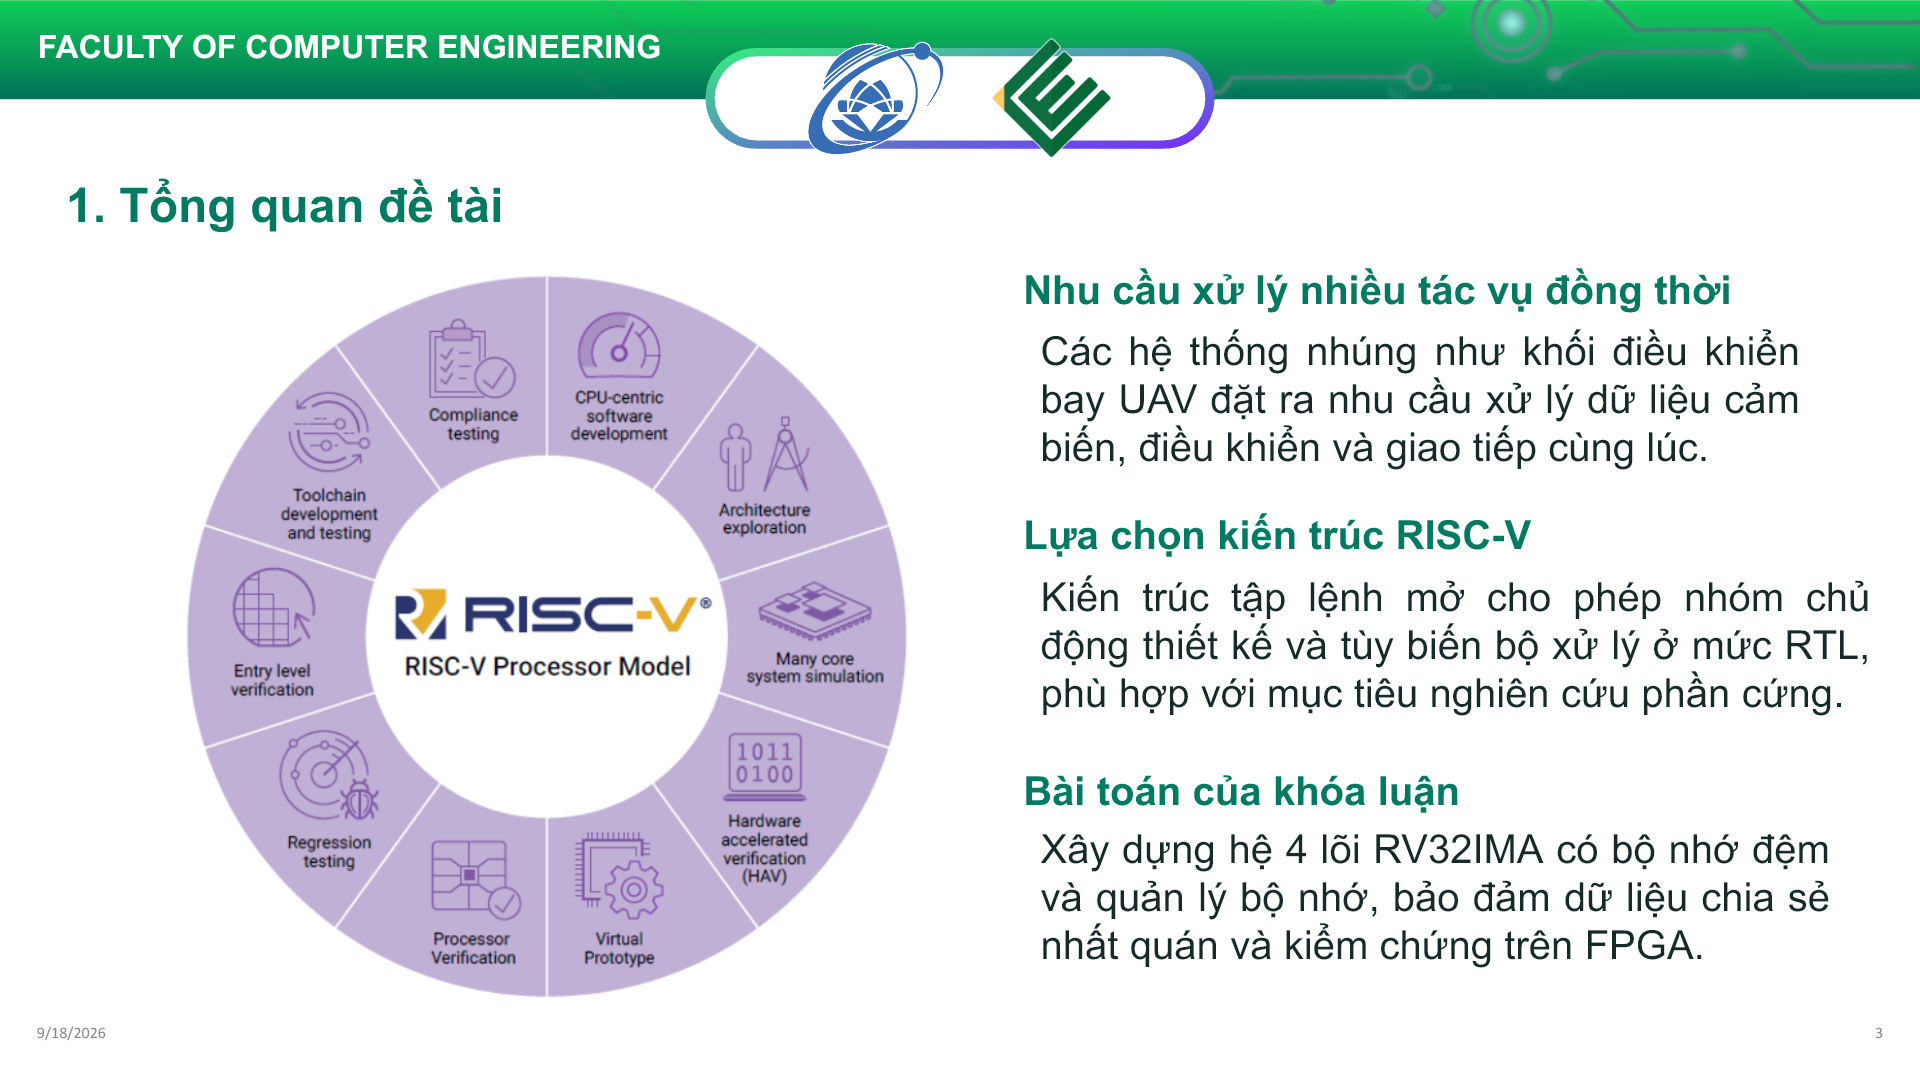 FACULTY OF COMPUTER ENGINEERING
1. Tổng quan đề tài
Compliance
testing
CPU-centric
software
development
Architecture
exploration
Many core
system simulation
Hardware
accelerated
verification
(HAV)
Virtual
Prototype
Processor
Verification
Regression
testing
Entry level
verification
Toolchain
development
and testing
RISC-V®
RISC-V Processor Model
1011
0100
Nhu cầu xử lý nhiều tác vụ đồng thời
Các hệ thống nhúng như khối điều khiển
bay UAV đặt ra nhu cầu xử lý dữ liệu cảm
biến, điều khiển và giao tiếp cùng lúc.
Lựa chọn kiến trúc RISC-V
Kiến trúc tập lệnh mở cho phép nhóm chủ
động thiết kế và tùy biến bộ xử lý ở mức RTL,
phù hợp với mục tiêu nghiên cứu phần cứng.
Bài toán của khóa luận
Xây dựng hệ 4 lõi RV32IMA có bộ nhớ đệm
và quản lý bộ nhớ, bảo đảm dữ liệu chia sẻ
nhất quán và kiểm chứng trên FPGA.
9/18/2026
3